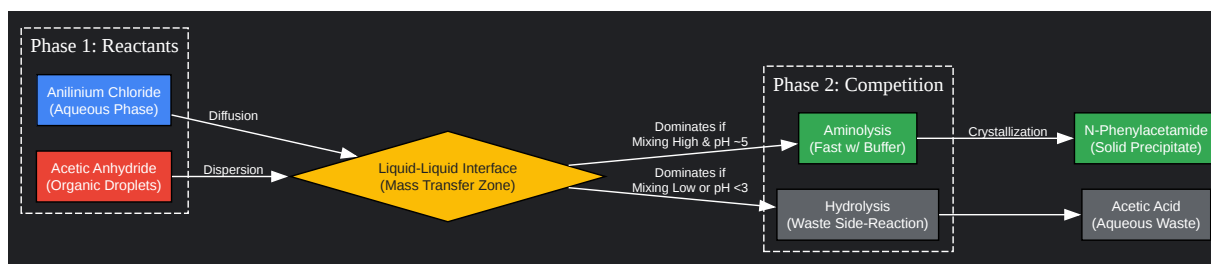 Phase 1: Reactants
Anilinium Chloride
(Aqueous Phase)
Acetic Anhydride
(Organic Droplets)
Diffusion
Dispersion
Liquid-Liquid Interface
(Mass Transfer Zone)
Dominates if
Mixing High & pH ~5
Dominates if
Mixing Low or pH <3
Phase 2: Competition
Aminolysis
(Fast w/ Buffer)
Hydrolysis
(Waste Side-Reaction)
Crystallization
N-Phenylacetamide
(Solid Precipitate)
Acetic Acid
(Aqueous Waste)